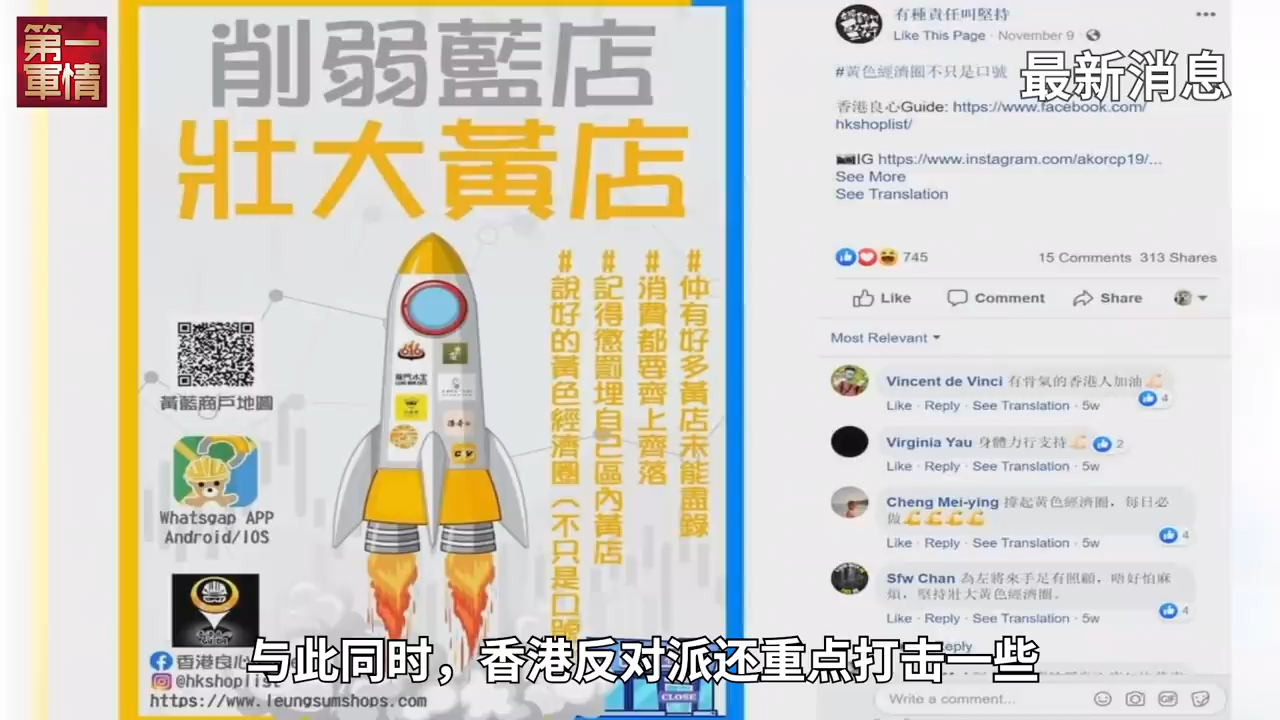 第一
軍情
最新消息
削弱藍店
壯大黃店
#仲有好多黃店未能盡錄
#消費都要齊上齊落
#記得懲罰埋自己區內黃店
#說好的黃色經濟圈（不只是口號
黃藍商戶地圖
Whatsgap APP
Android/IOS
香港良心
@hkshoplist
https://www.leungsumshops.com
CLOSE
有種責任叫堅持
Like This Page · November 9
#黃色經濟圈不只是口號
香港良心Guide: https://www.facebook.com/
hkshoplist/
IG https://www.instagram.com/akorcp19/...
See More
See Translation
745
15 Comments 313 Shares
Like Comment Share
Most Relevant
Vincent de Vinci 有骨氣的香港人加油
4
Like · Reply · See Translation · 5w
Virginia Yau 身體力行支持
2
Like · Reply · See Translation · 5w
Cheng Mei-ying 撐起黃色經濟圈，每日必
做
4
Like · Reply · See Translation · 5w
Sfw Chan 為左將來手足有照顧，唔好怕麻
煩，堅持壯大黃色經濟圈。
4
Like · Reply · See Translation · 5w
Write a comment...
GIF
与此同时，香港反对派还重点打击一些